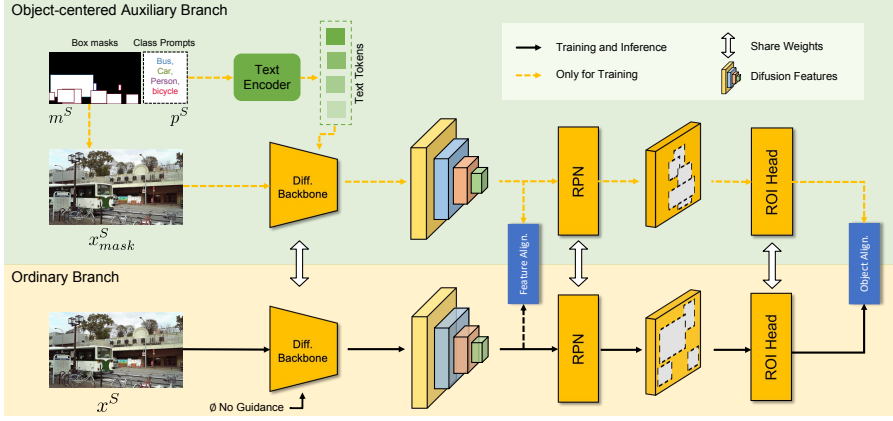 Object-centered Auxiliary Branch
Box masks
Class Prompts
Bus,
Car,
Person,
bicycle
m^S
p^S
Text
Encoder
Text Tokens
Training and Inference
Only for Training
Share Weights
Difusion Features
x^S_{mask}
Diff.
Backbone
RPN
ROI Head
Feature Align.
Object Align.
Ordinary Branch
x^S
Diff.
Backbone
Ø No Guidance
RPN
ROI Head